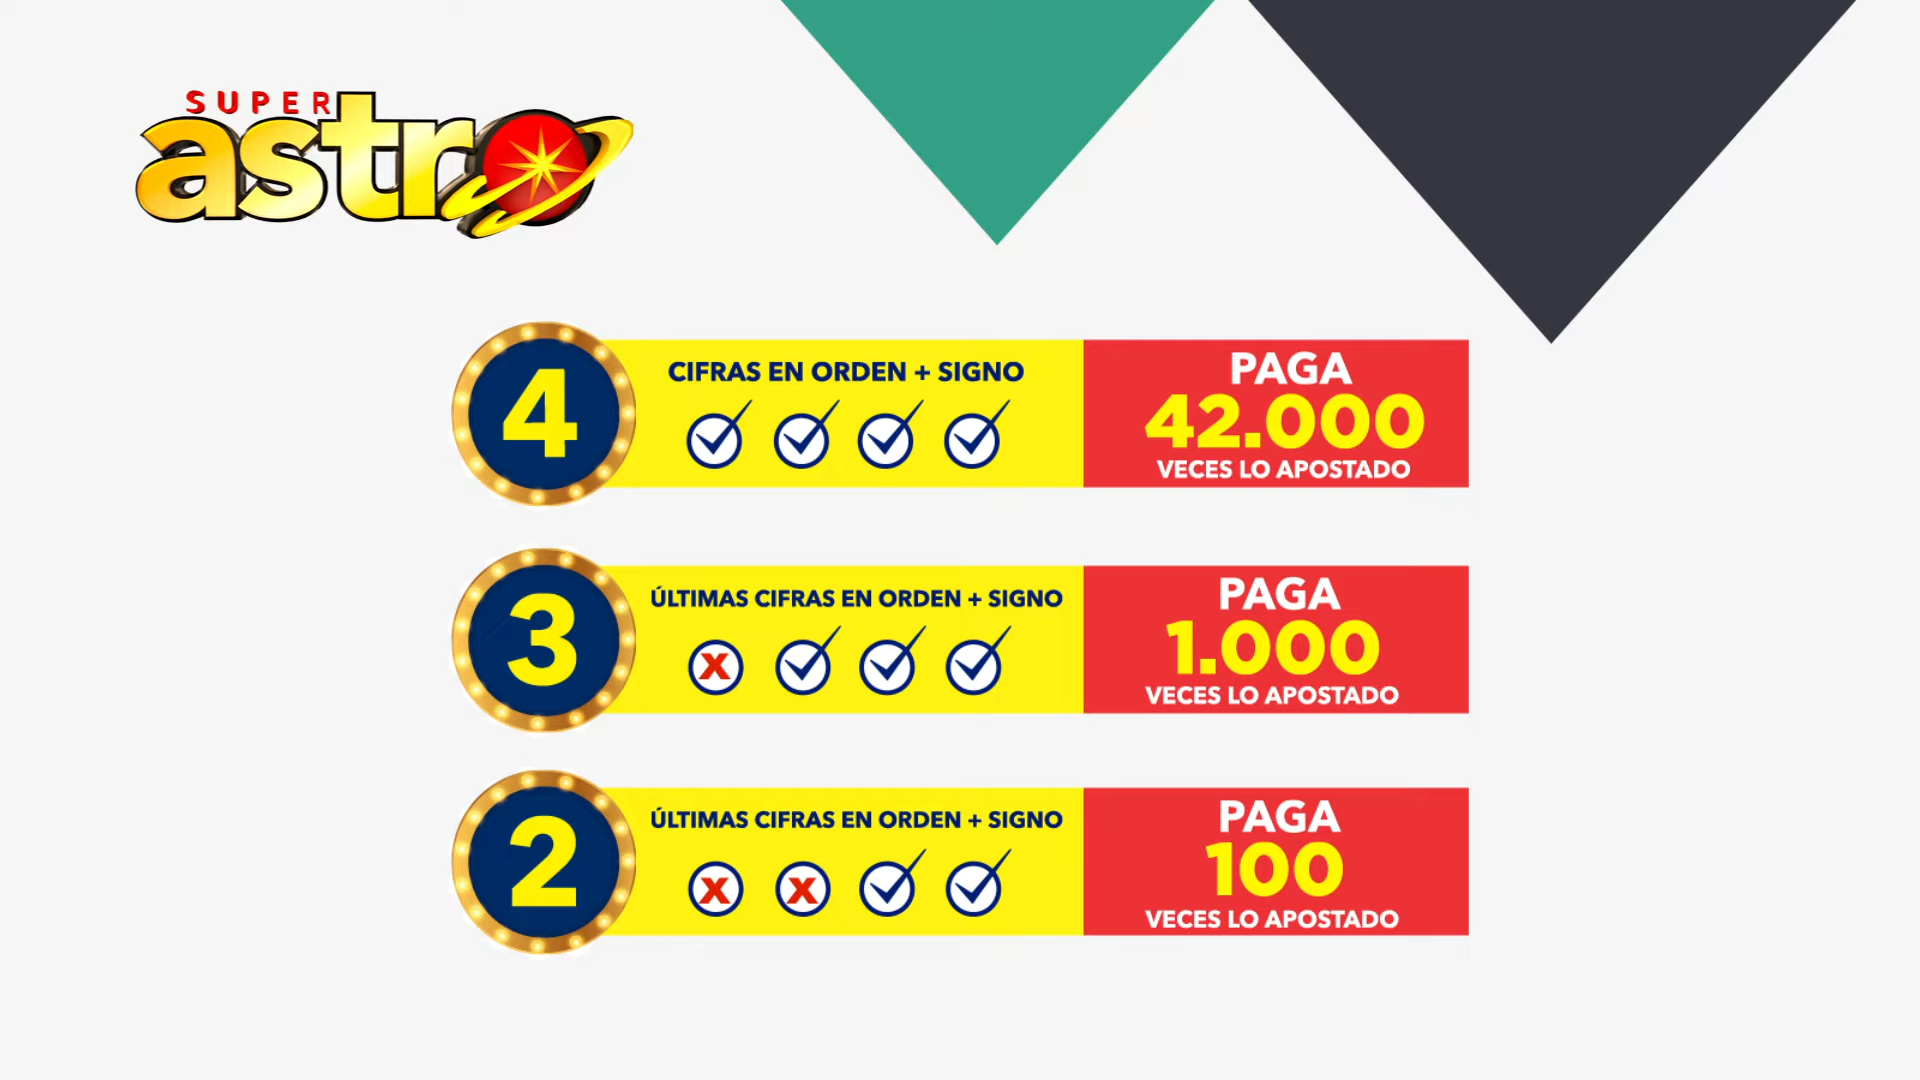 SUPER
astro
4
CIFRAS EN ORDEN + SIGNO
PAGA
42.000
VECES LO APOSTADO
3
ÚLTIMAS CIFRAS EN ORDEN + SIGNO
X
PAGA
1.000
VECES LO APOSTADO
2
ÚLTIMAS CIFRAS EN ORDEN + SIGNO
X X
PAGA
100
VECES LO APOSTADO